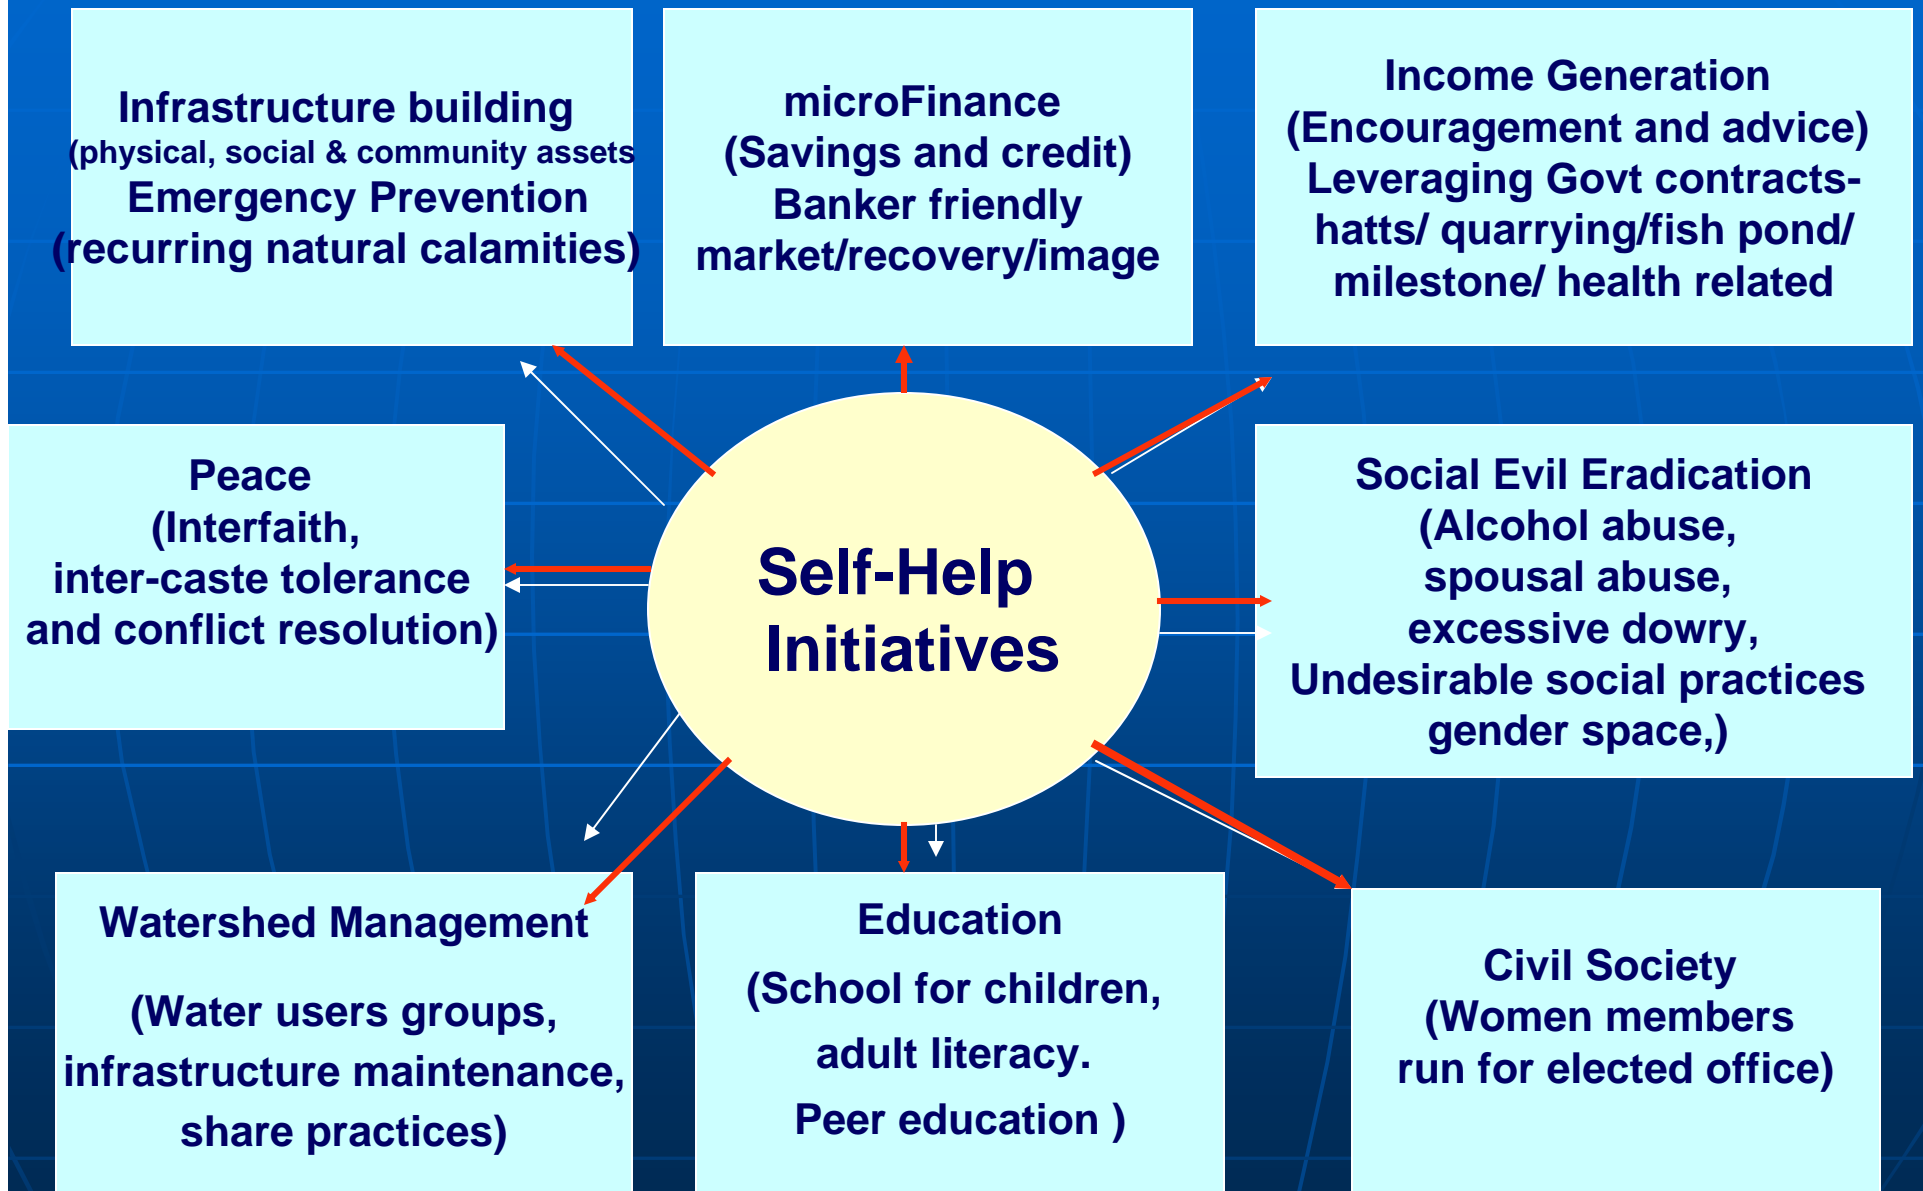 Infrastructure building
(physical, social & community assets
Emergency Prevention
(recurring natural calamities)
microFinance
(Savings and credit)
Banker friendly
market/recovery/image
Income Generation
(Encouragement and advice)
Leveraging Govt contracts-
hatts/ quarrying/fish pond/
milestone/ health related
Peace
(Interfaith,
inter-caste tolerance
and conflict resolution)
Self-Help
Initiatives
Social Evil Eradication
(Alcohol abuse,
spousal abuse,
excessive dowry,
Undesirable social practices
gender space,)
Watershed Management
(Water users groups,
infrastructure maintenance,
share practices)
Education
(School for children,
adult literacy.
Peer education )
Civil Society
(Women members
run for elected office)